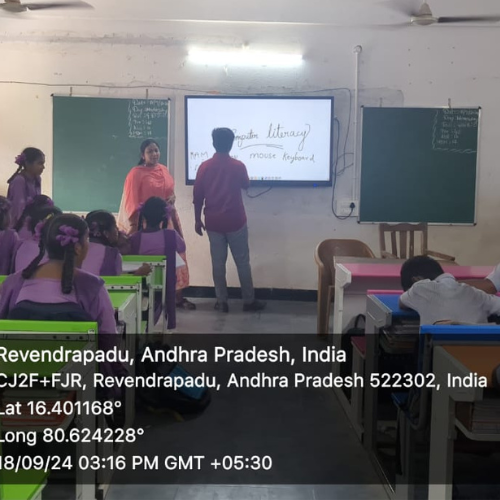 Computer literacy
RAM
mouse Keyboard
Revendrapadu, Andhra Pradesh, India
CJ2F+FJR, Revendrapadu, Andhra Pradesh 522302, India
Lat 16.401168°
Long 80.624228°
18/09/24 03:16 PM GMT +05:30